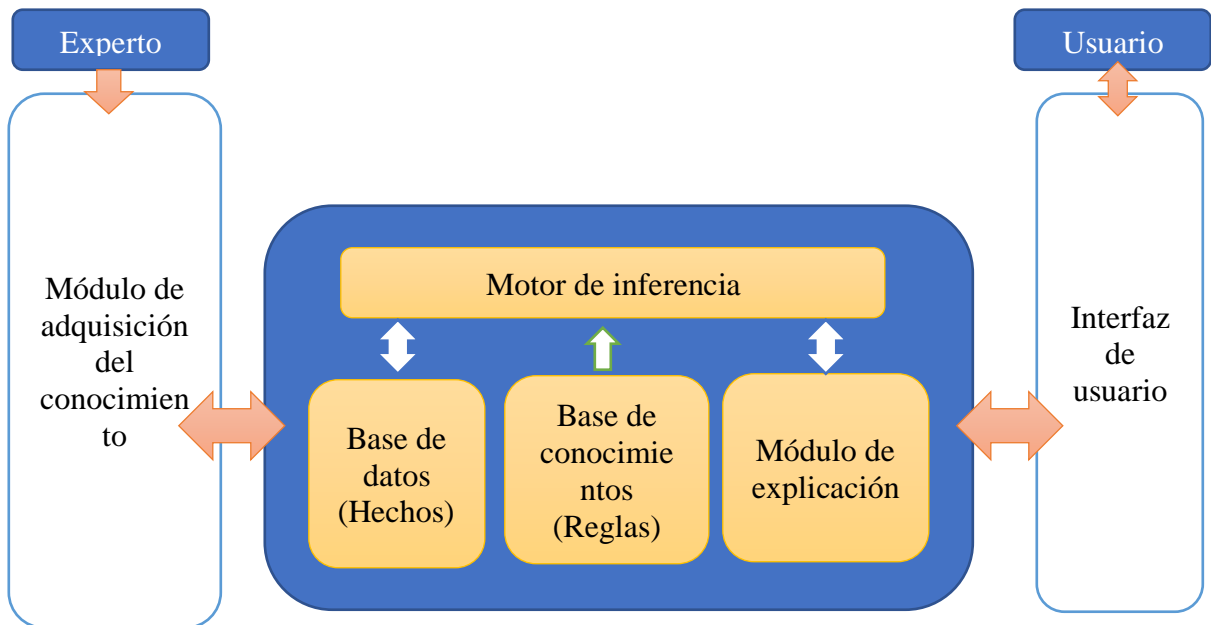 Experto
Usuario
Módulo de
adquisición
del
conocimien
to
Motor de inferencia
Base de
datos
(Hechos)
Base de
conocimie
ntos
(Reglas)
Módulo de
explicación
Interfaz
de
usuario